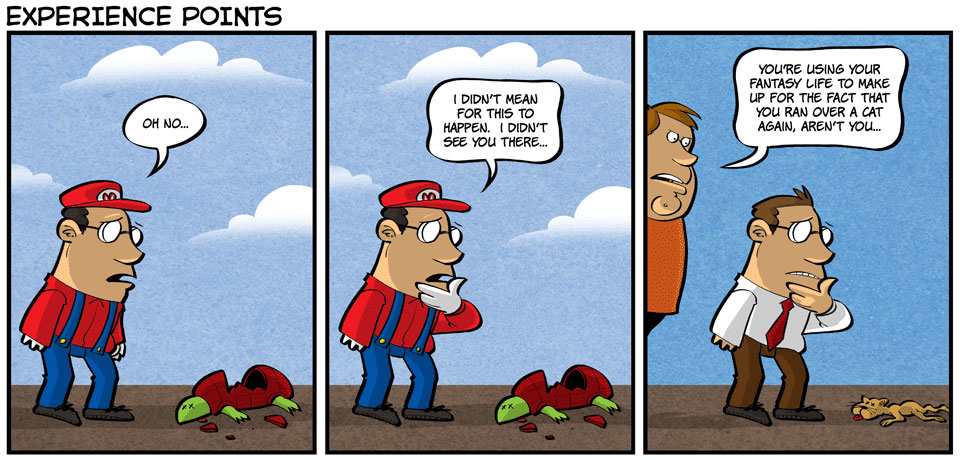 EXPERIENCE POINTS
OH NO...
I DIDN'T MEAN
FOR THIS TO
HAPPEN. I DIDN'T
SEE YOU THERE...
YOU'RE USING YOUR
FANTASY LIFE TO MAKE
UP FOR THE FACT THAT
YOU RAN OVER A CAT
AGAIN, AREN'T YOU...
M
M